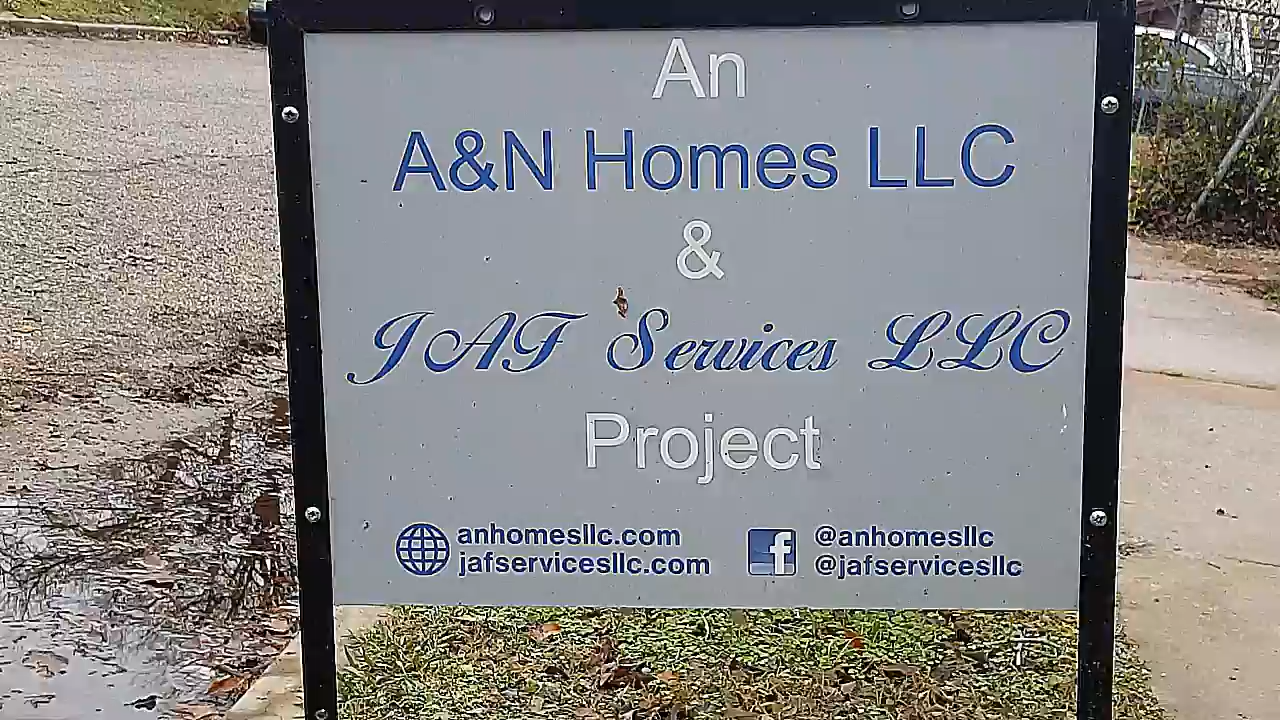 An
A&N Homes LLC
&
JAF Services LLC
Project
anhomesllc.com
jafservicesllc.com
@anhomesllc
@jafservicesllc